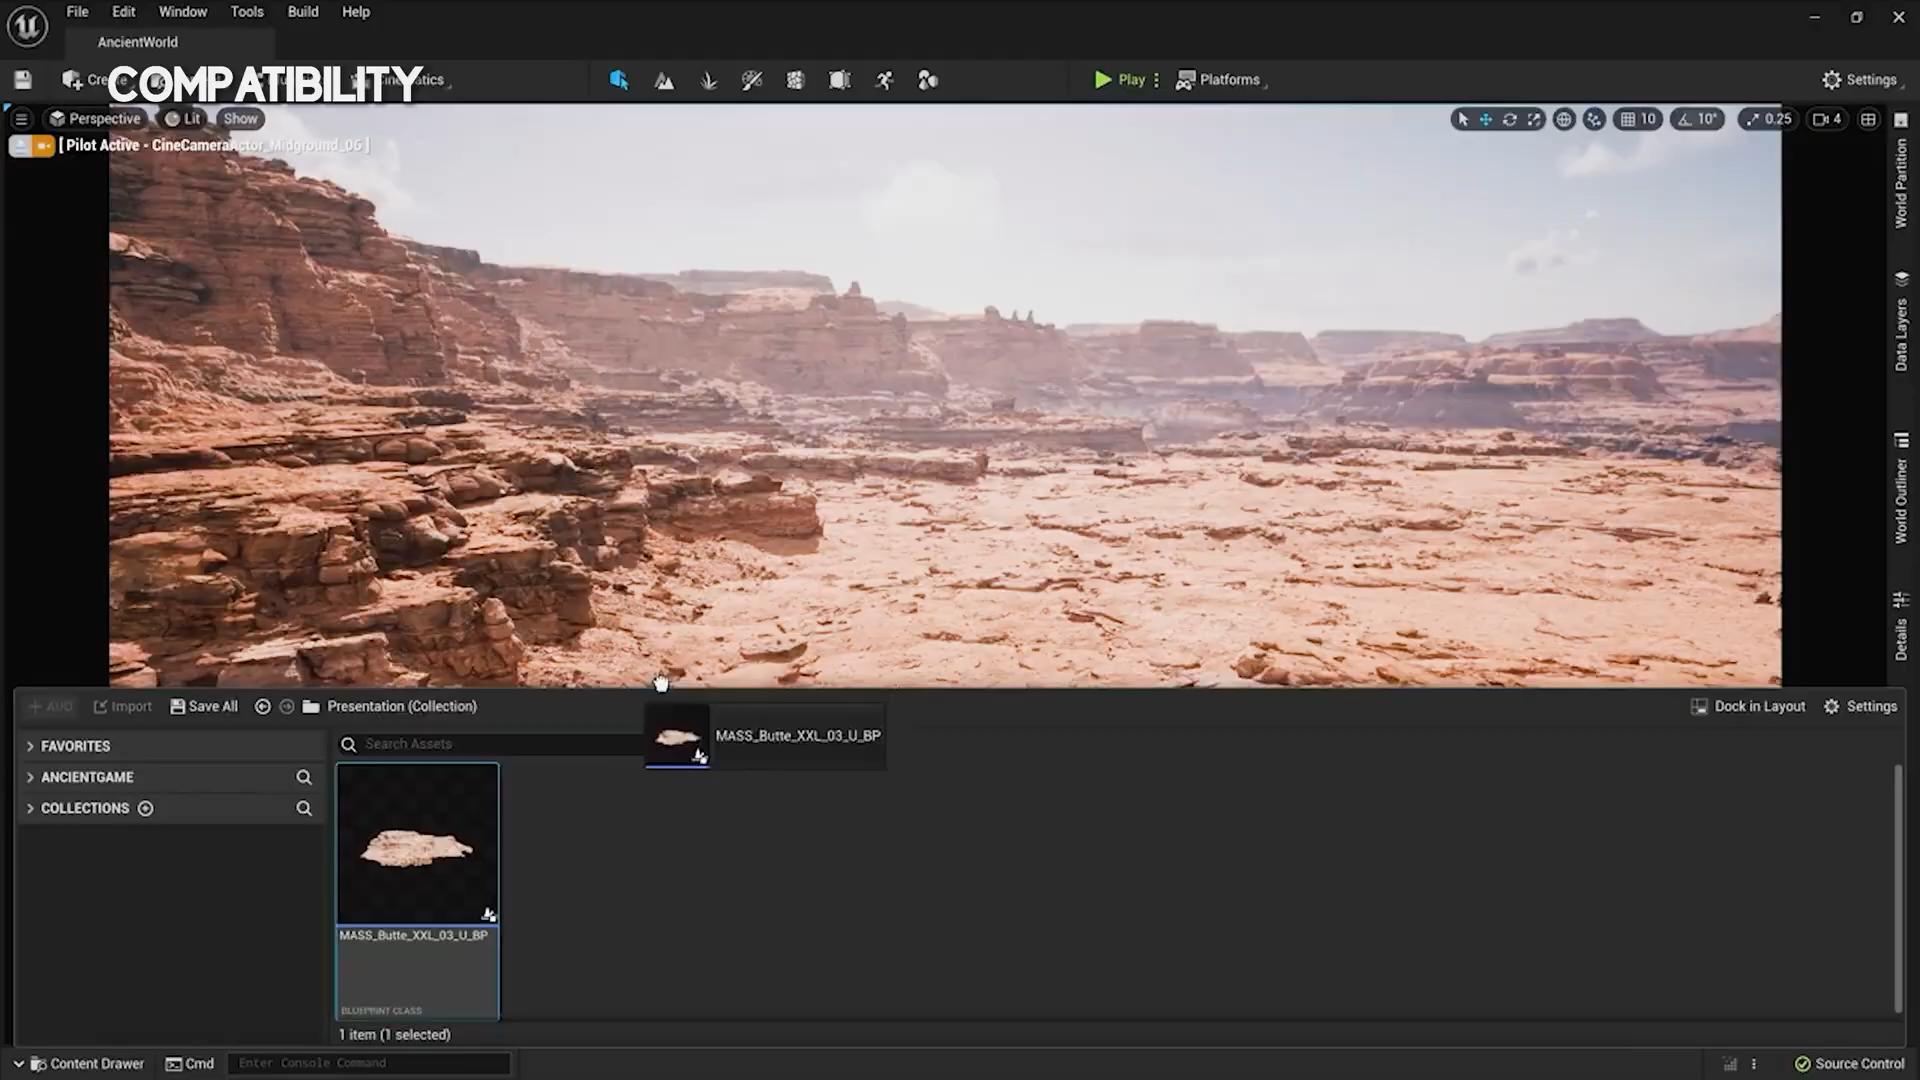 File Edit Window Tools Build Help
AncientWorld
COMPATIBILITY
Play Platforms Settings
Perspective Lit Show 10 10° 0.25 4
[ Pilot Active - CineCameraActor_Midground_06 ]
World Partition
Data Layers
World Outliner
Details
Import Save All Presentation (Collection) Dock in Layout Settings
FAVORITES
Search Assets
MASS_Butte_XXL_03_U_BP
ANCIENTGAME
COLLECTIONS
MASS_Butte_XXL_03_U_BP
BLUEPRINT CLASS
1 item (1 selected)
Content Drawer Cmd Enter Console Command Source Control